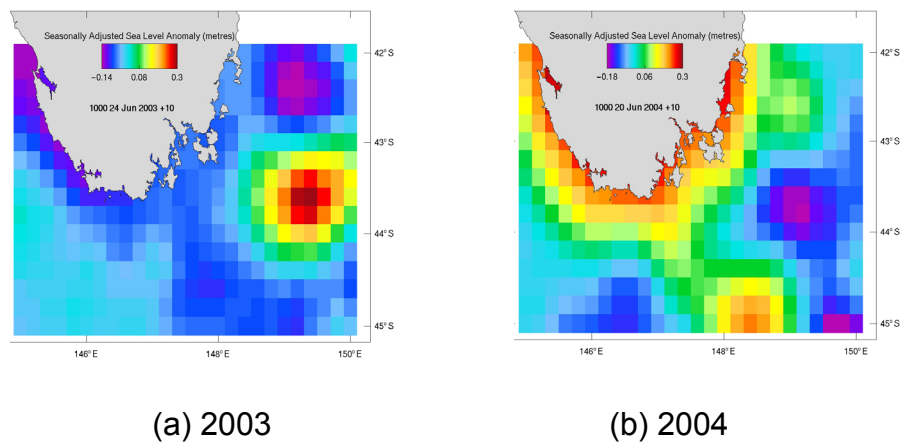 Seasonally Adjusted Sea Level Anomaly (metres)
−0.14 0.08 0.3
1000 24 Jun 2003 +10
42°S
43°S
44°S
45°S
146°E 148°E 150°E
(a) 2003
Seasonally Adjusted Sea Level Anomaly (metres)
−0.18 0.06 0.3
1000 20 Jun 2004 +10
42°S
43°S
44°S
45°S
146°E 148°E 150°E
(b) 2004